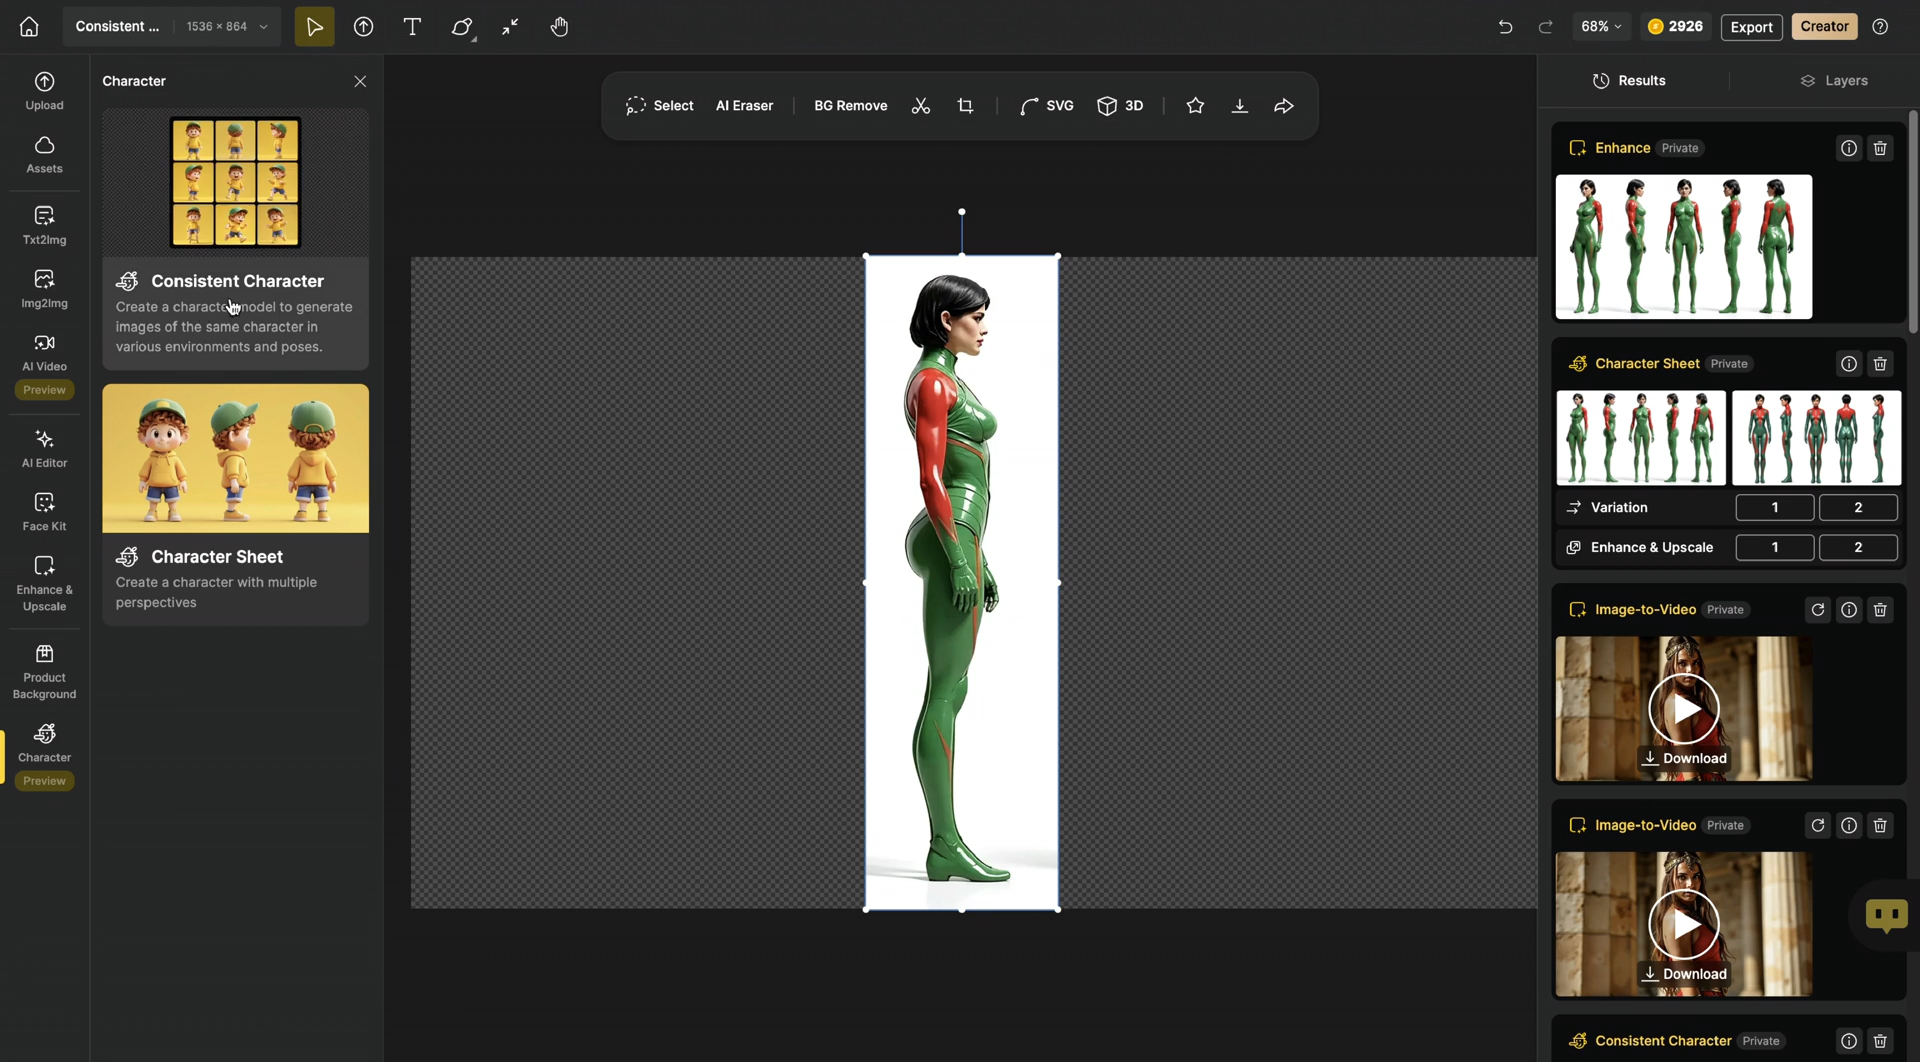 Consistent ...
1536 × 864
68%
2926
Export
Creator
Upload
Assets
Txt2Img
Img2Img
AI Video
Preview
AI Editor
Face Kit
Enhance &
Upscale
Product
Background
Character
Preview
Character
Consistent Character
Create a character model to generate
images of the same character in
various environments and poses.
Character Sheet
Create a character with multiple
perspectives
Select
AI Eraser
BG Remove
SVG
3D
Results
Layers
Enhance Private
Character Sheet Private
Variation 1 2
Enhance & Upscale 1 2
Image-to-Video Private
Download
Image-to-Video Private
Download
Consistent Character Private